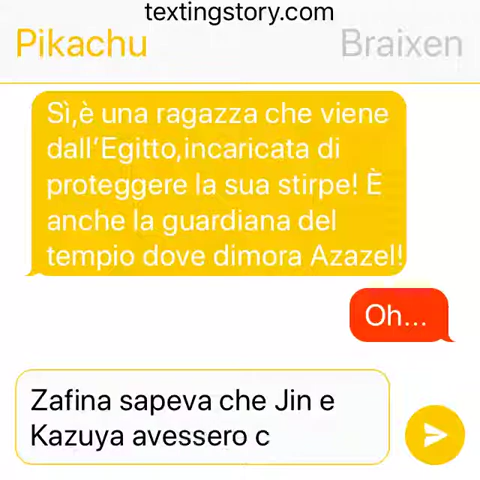 textingstory.com
Pikachu
Braixen
Sì,è una ragazza che viene
dall’Egitto,incaricata di
proteggere la sua stirpe! È
anche la guardiana del
tempio dove dimora Azazel!
Oh...
Zafina sapeva che Jin e
Kazuya avessero c